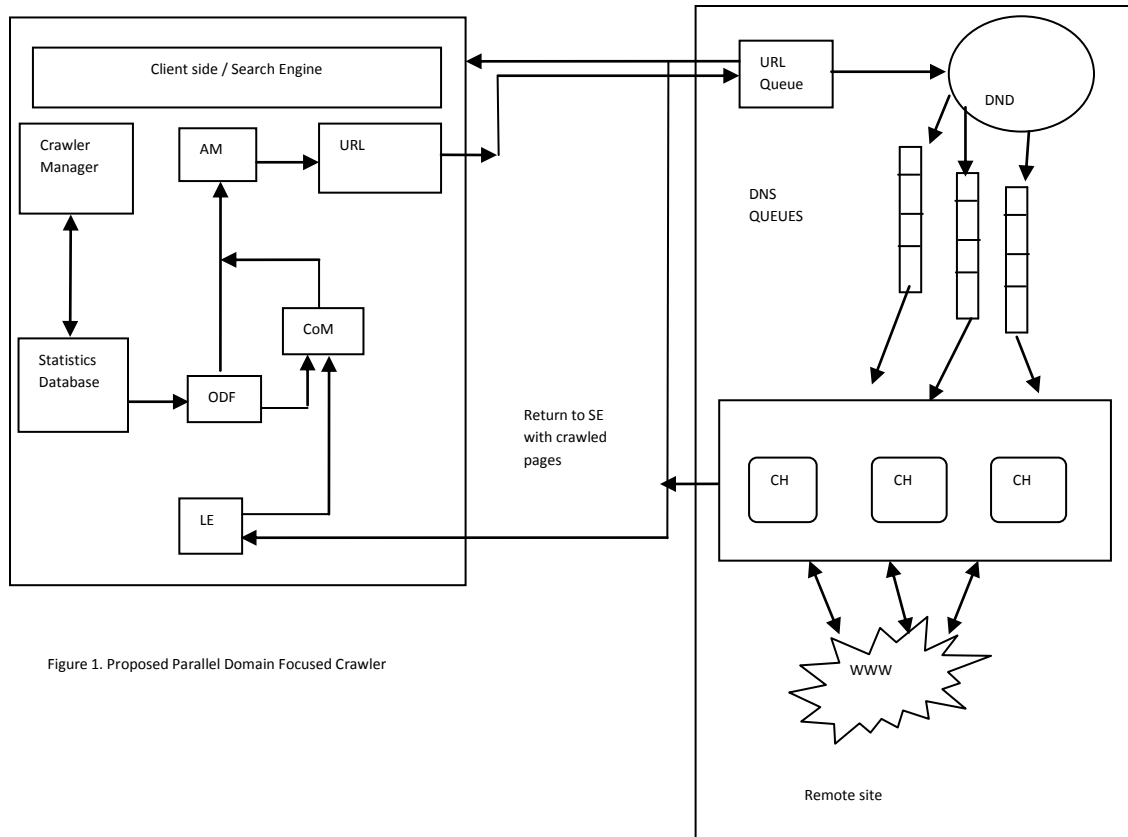 Client side / Search Engine
Crawler
Manager
AM
URL
CoM
Statistics
Database
ODF
LE
Return to SE
with crawled
pages
URL
Queue
DND
DNS
QUEUES
CH
CH
CH
WWW
Remote site
Figure 1. Proposed Parallel Domain Focused Crawler